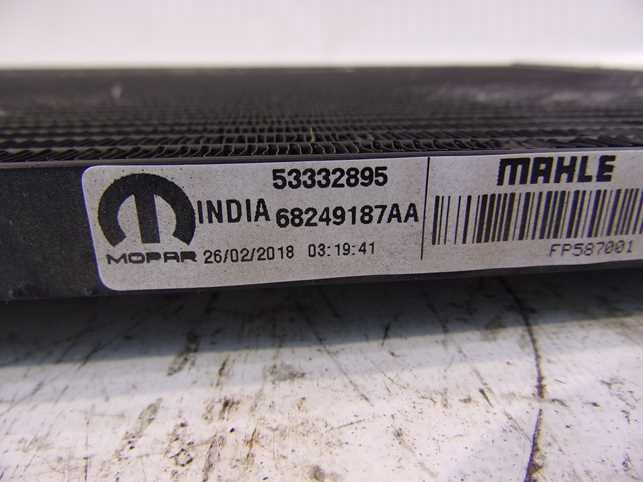 53332895
INDIA 68249187AA
MOPAR 26/02/2018 03:19:41
MAHLE
FP587001